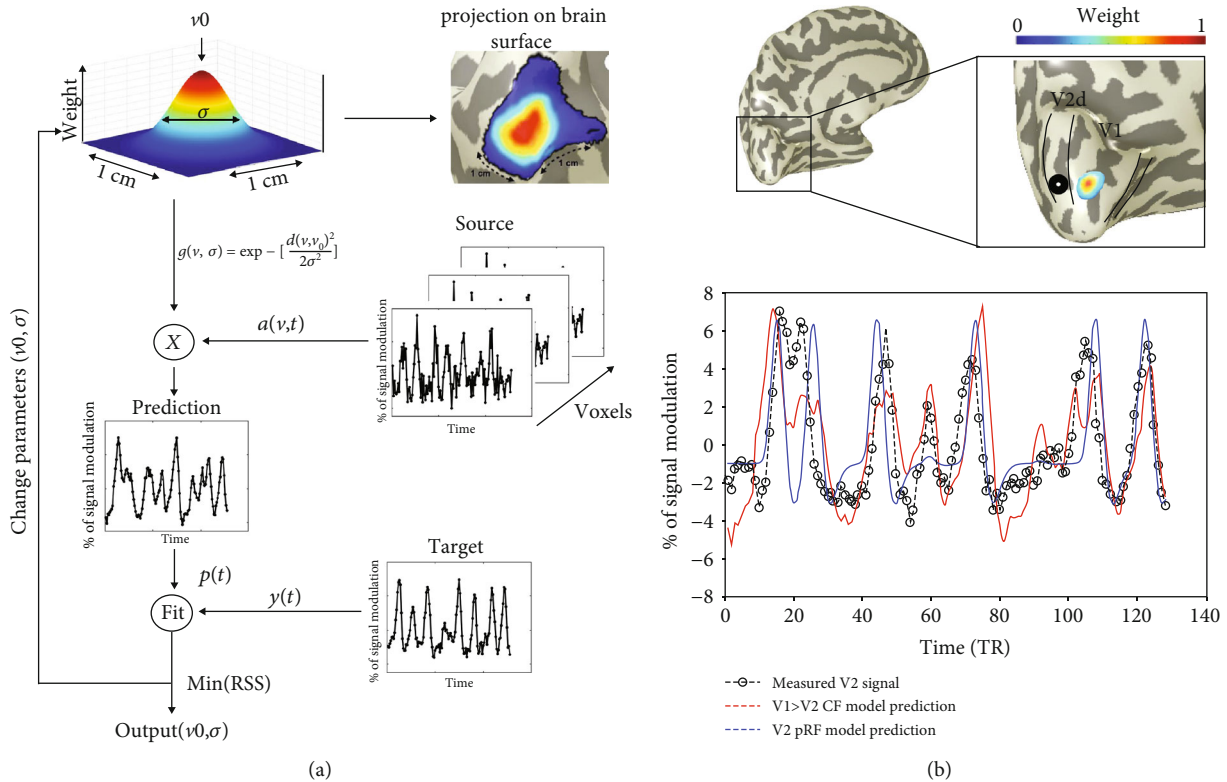 v0
projection on brain
surface
Weight
σ
1 cm
1 cm
1 cm
1 cm
g(v, σ) = exp − [ d(v,v0)² / 2σ² ]
Source
% of signal modulation
Time
Voxels
a(v,t)
X
Change parameters (v0, σ)
Prediction
% of signal modulation
Time
p(t)
Target
% of signal modulation
Time
y(t)
Fit
Min(RSS)
Output(v0,σ)
(a)
Weight
0
1
V2d
V1
% of signal modulation
8
6
4
2
0
−2
−4
−6
−8
0
20
40
60
80
100
120
140
Time (TR)
Measured V2 signal
V1>V2 CF model prediction
V2 pRF model prediction
(b)